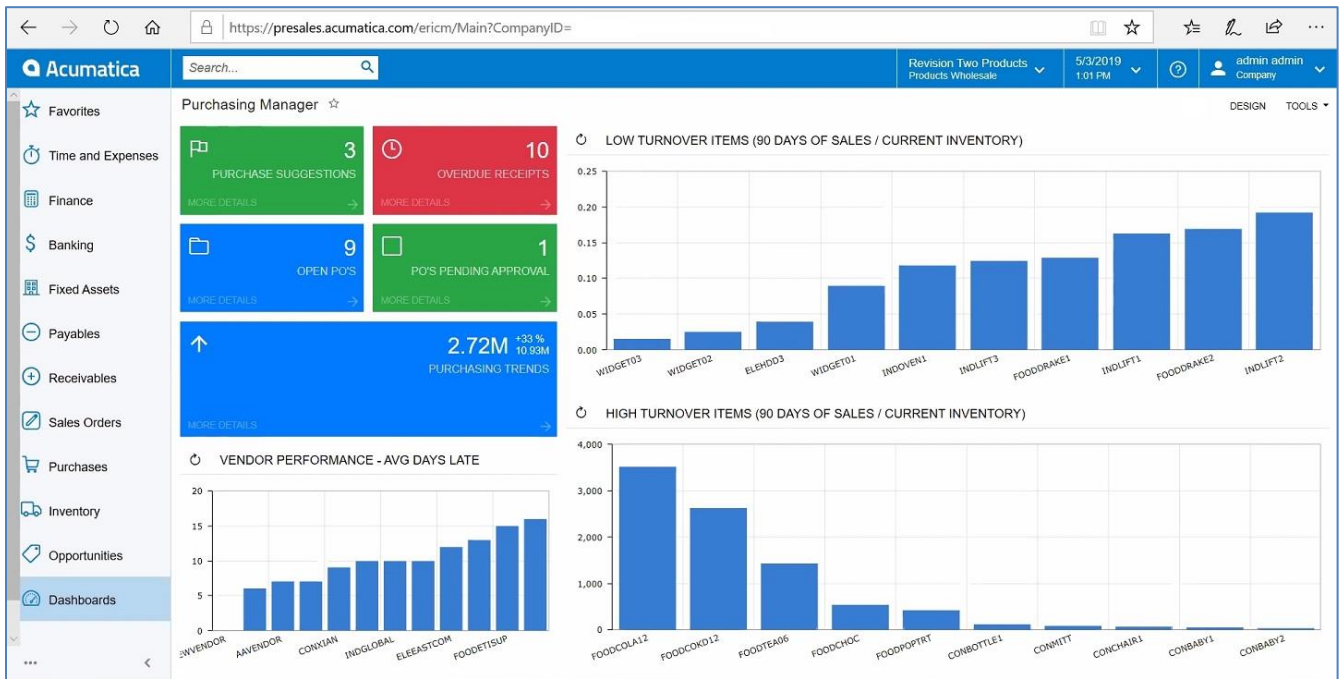 https://presales.acumatica.com/ericm/Main?CompanyID=
Acumatica
Search...
Revision Two Products
Products Wholesale
5/3/2019
1:01 PM
admin admin
Company
Favorites
Time and Expenses
Finance
Banking
Fixed Assets
Payables
Receivables
Sales Orders
Purchases
Inventory
Opportunities
Dashboards
Purchasing Manager
DESIGN TOOLS
3
PURCHASE SUGGESTIONS
MORE DETAILS
10
OVERDUE RECEIPTS
MORE DETAILS
9
OPEN PO'S
MORE DETAILS
1
PO'S PENDING APPROVAL
MORE DETAILS
2.72M +33 %
10.93M
PURCHASING TRENDS
MORE DETAILS
VENDOR PERFORMANCE - AVG DAYS LATE
20
15
10
5
0
EWVENDOR AAVENDOR CONXIAN INDGLOBAL ELEEASTCOM FOODETISUP
LOW TURNOVER ITEMS (90 DAYS OF SALES / CURRENT INVENTORY)
0.25
0.20
0.15
0.10
0.05
0.00
WIDGET03 WIDGET02 ELEHDD3 WIDGET01 INDOVEN1 INDLIFT3 FOODDRAKE1 INDLIFT1 FOODDRAKE2 INDLIFT2
HIGH TURNOVER ITEMS (90 DAYS OF SALES / CURRENT INVENTORY)
4,000
3,000
2,000
1,000
0
FOODCOLA12 FOODCOKD12 FOODTEA06 FOODCHOC FOODPOPTRT CONBOTTLE1 CONMITT CONCHAIR1 CONBABY1 CONBABY2